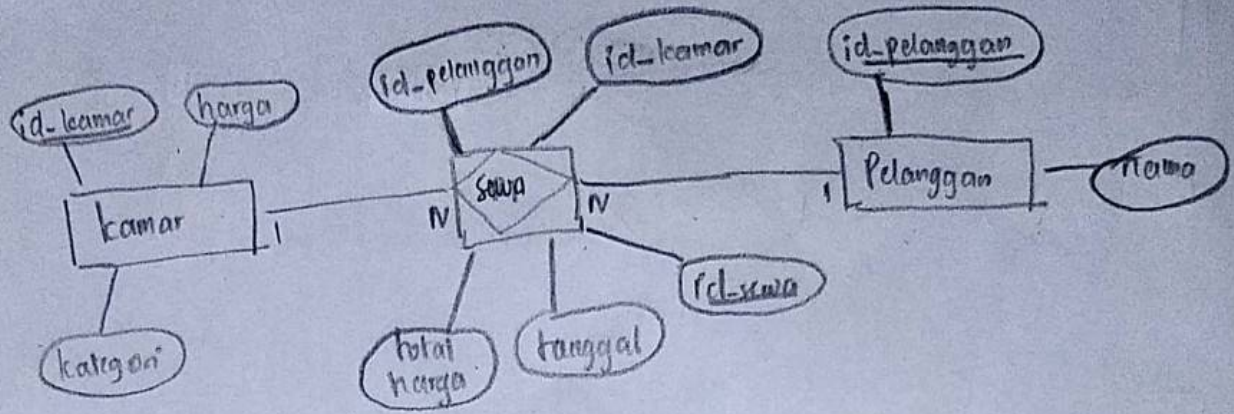 id_pelanggan
id_kamar
id_pelanggan
id_kamar
harga
kamar
1
N
sewa
N
1
Pelanggan
nama
id_sewa
kategori
total
harga
tanggal